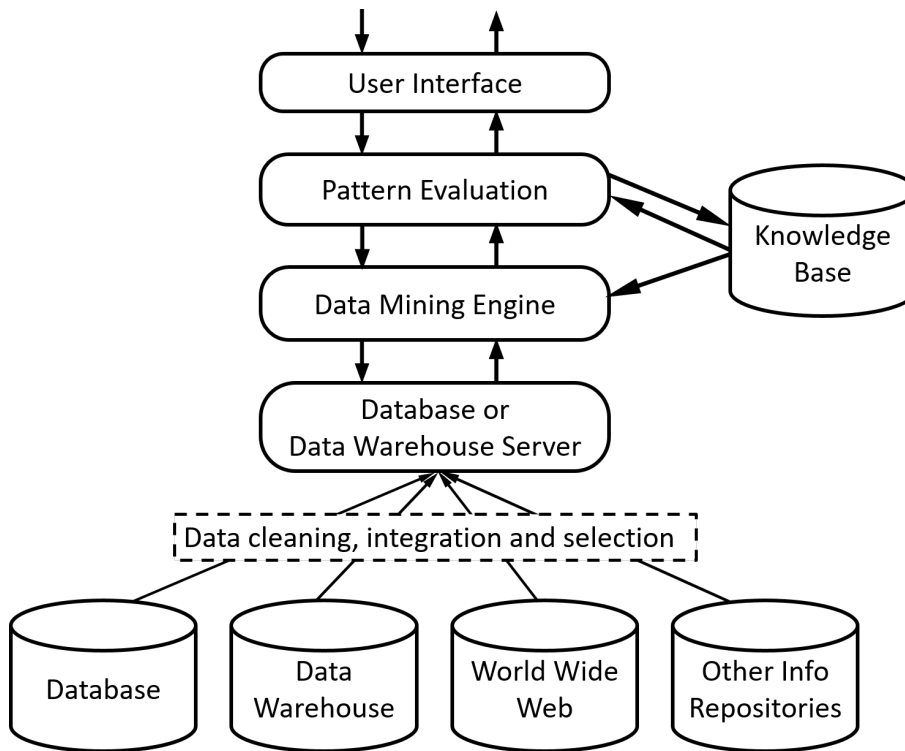 User Interface
Pattern Evaluation
Knowledge
Base
Data Mining Engine
Database or
Data Warehouse Server
Data cleaning, integration and selection
Database
Data
Warehouse
World Wide
Web
Other Info
Repositories